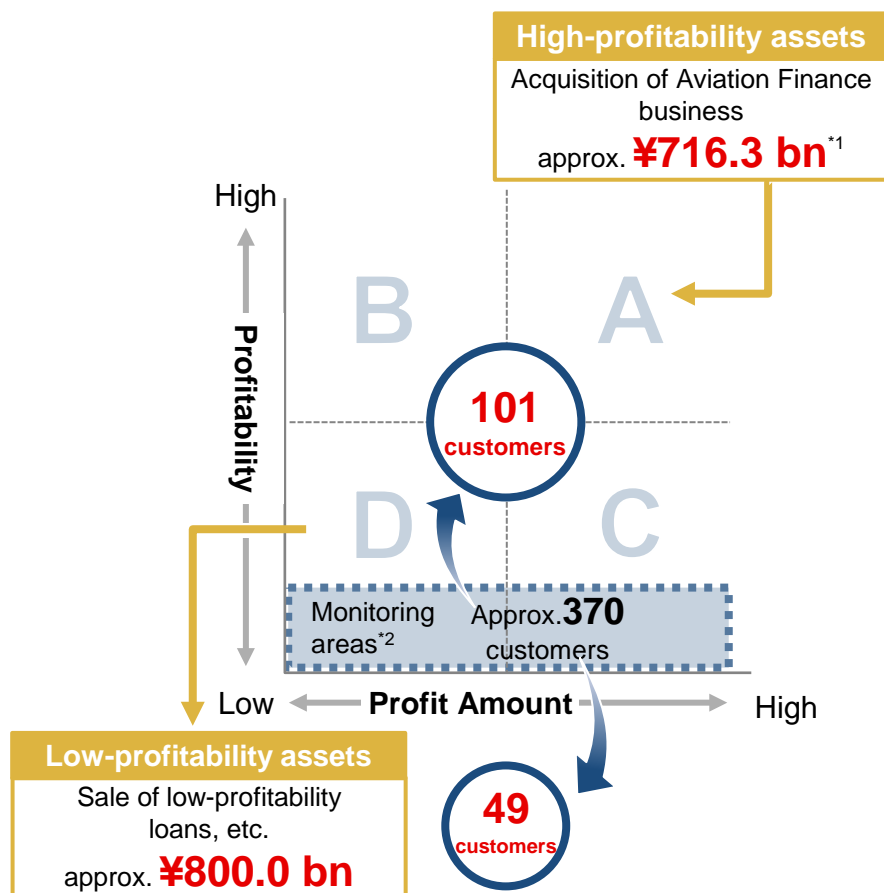 High-profitability assets
Acquisition of Aviation Finance
business
approx. ¥716.3 bn*1
High
B
A
Profitability
101
customers
D
C
Monitoring
areas*2
Approx.370
customers
Low
Profit Amount
High
Low-profitability assets
Sale of low-profitability
loans, etc.
approx. ¥800.0 bn
49
customers